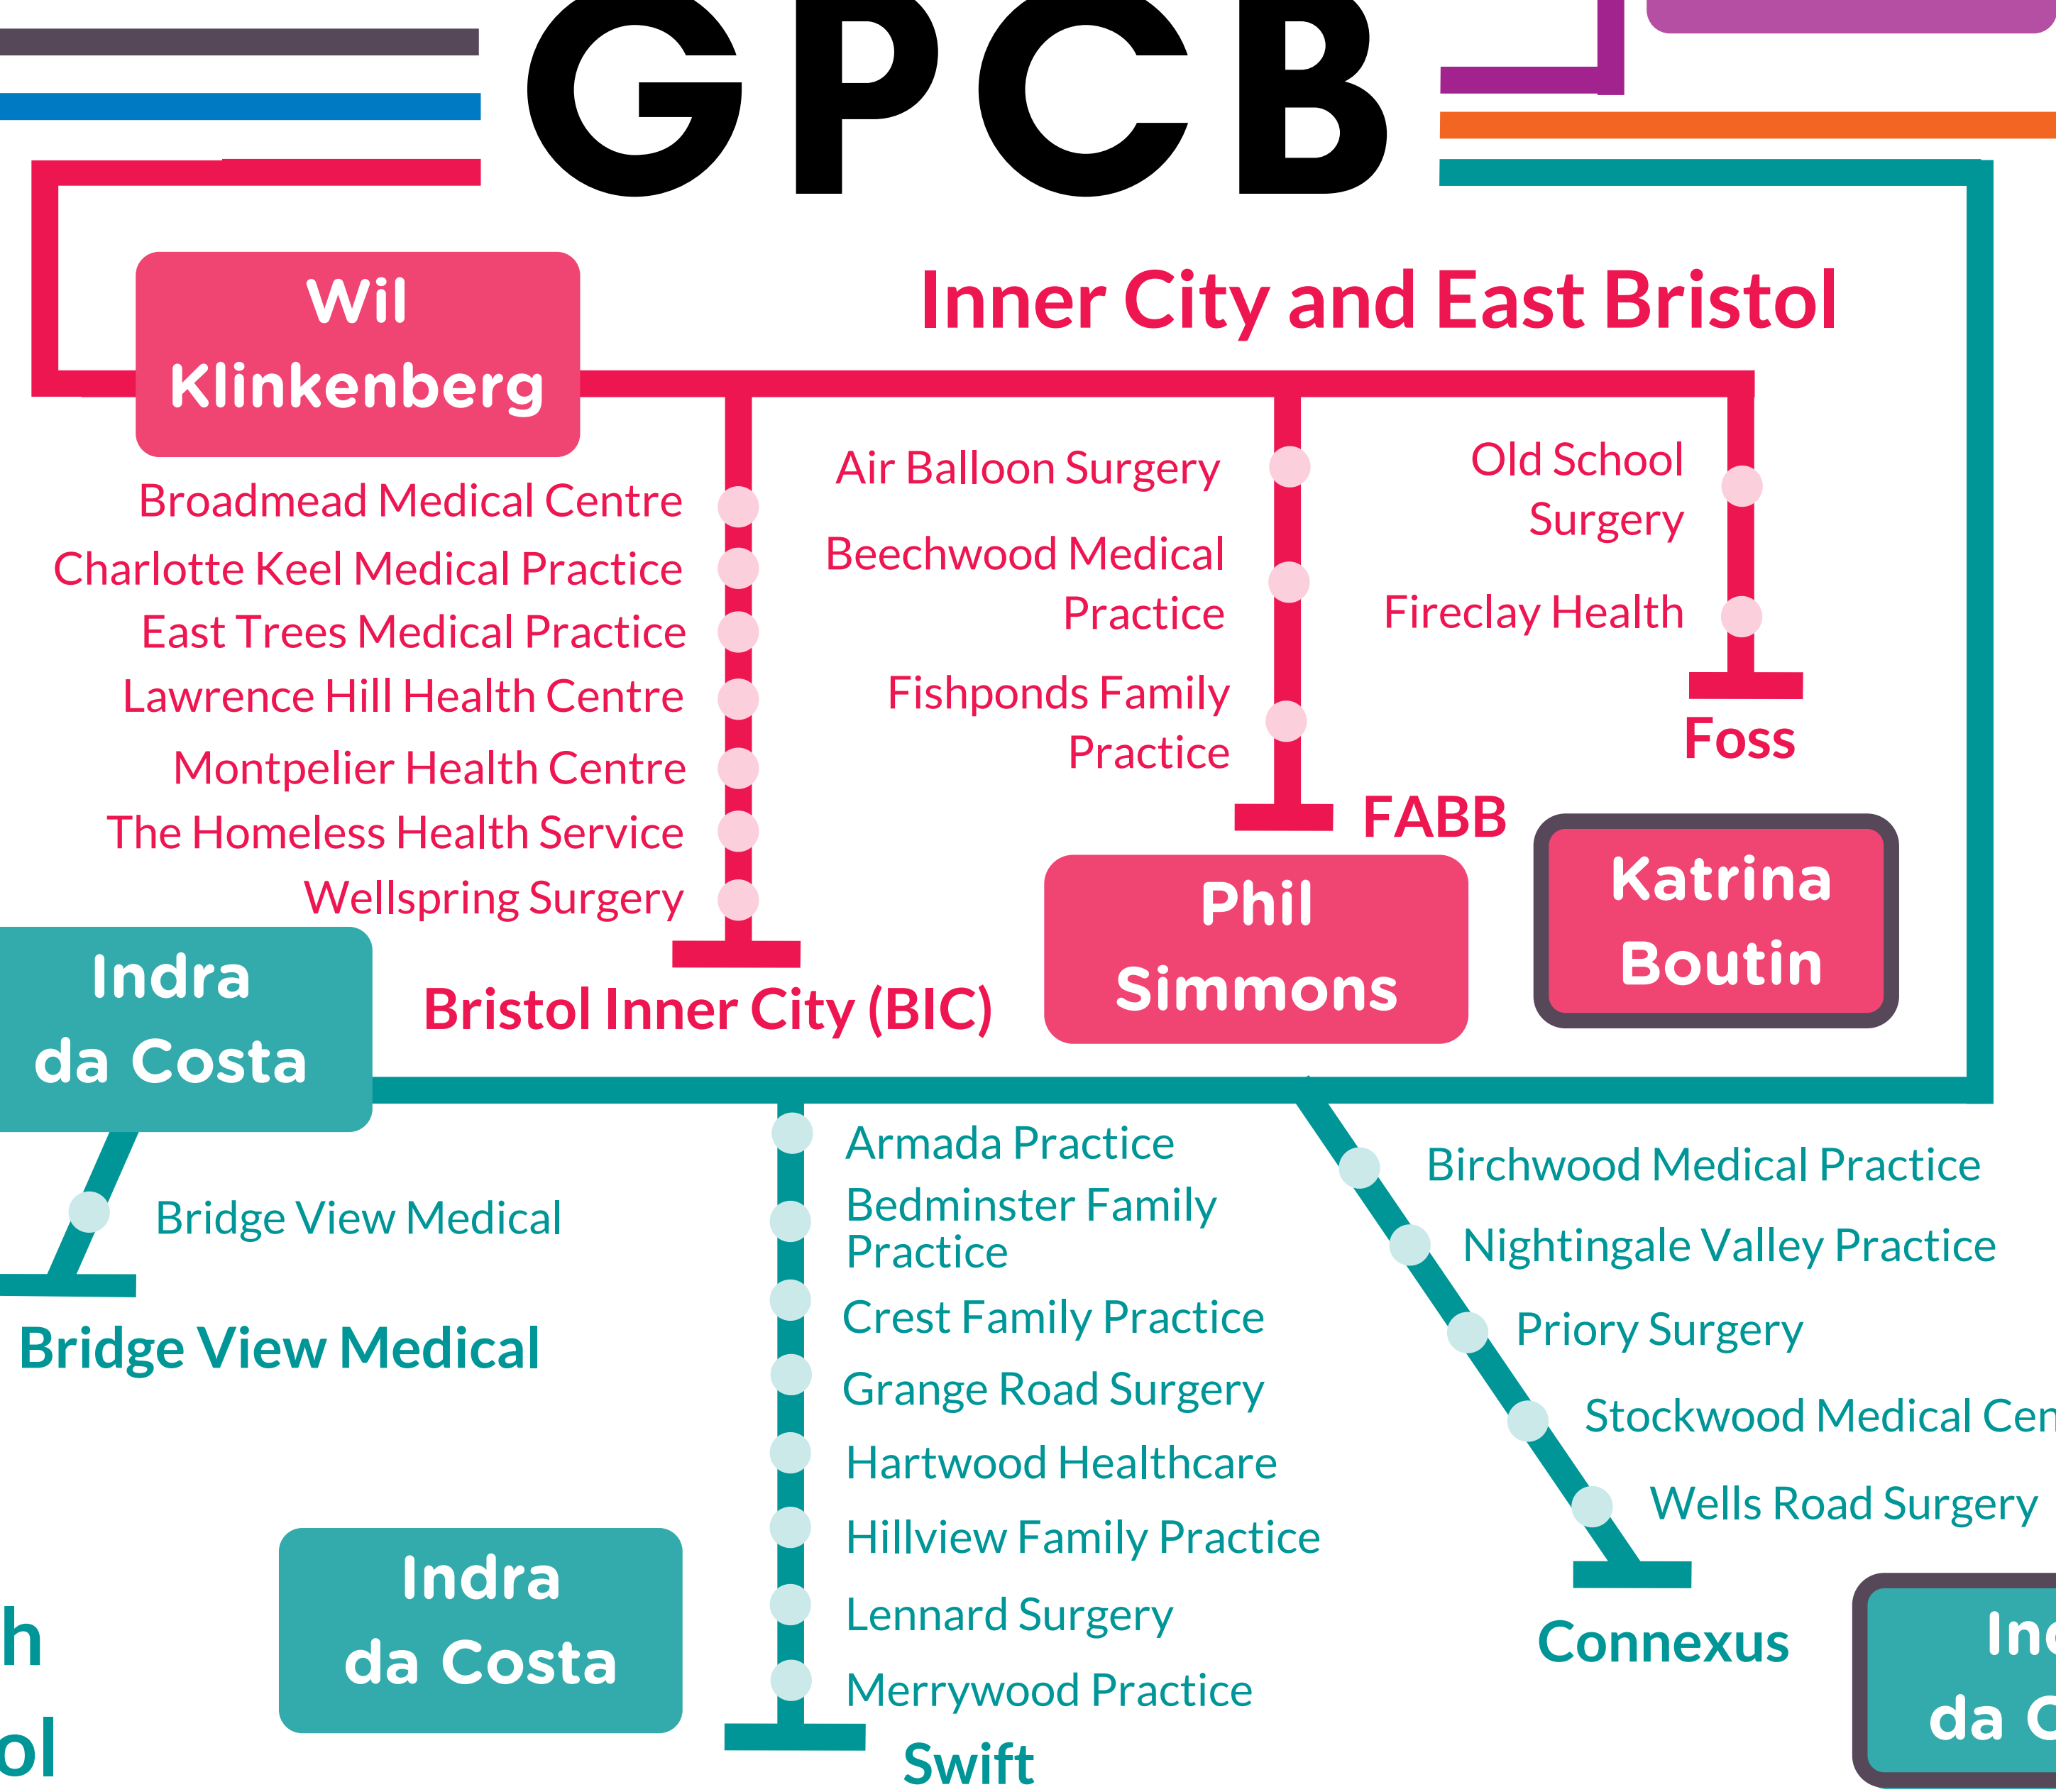 GPCB
Inner City and East Bristol
Wil
Klinkenberg
Broadmead Medical Centre
Charlotte Keel Medical Practice
East Trees Medical Practice
Lawrence Hill Health Centre
Montpelier Health Centre
The Homeless Health Service
Wellspring Surgery
Bristol Inner City (BIC)
Air Balloon Surgery
Beechwood Medical
Practice
Fishponds Family
Practice
FABB
Phil
Simmons
Old School
Surgery
Fireclay Health
Foss
Katrina
Boutin
Indra
da Costa
Bridge View Medical
Bridge View Medical
Armada Practice
Bedminster Family
Practice
Crest Family Practice
Grange Road Surgery
Hartwood Healthcare
Hillview Family Practice
Lennard Surgery
Merrywood Practice
Swift
Indra
da Costa
Birchwood Medical Practice
Nightingale Valley Practice
Priory Surgery
Stockwood Medical Cen
Wells Road Surgery
Connexus
da
h
ol